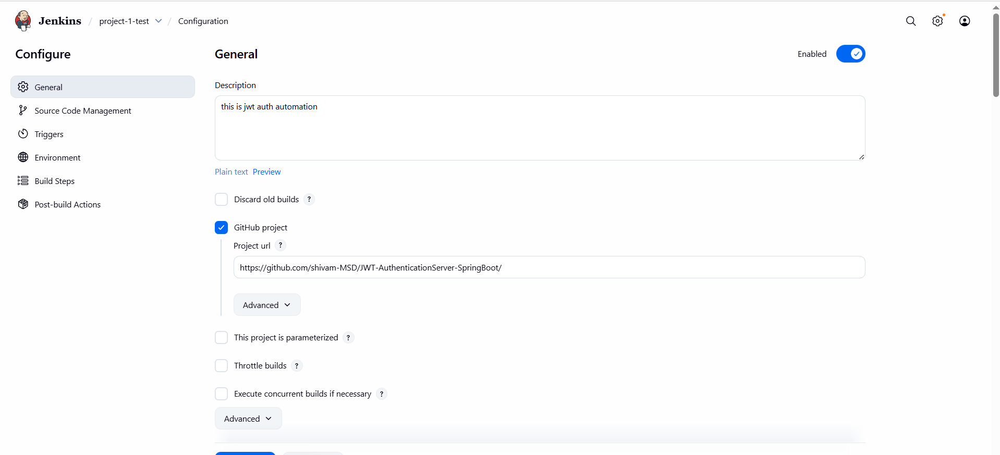 Jenkins / project-1-test / Configuration
Configure
General
Source Code Management
Triggers
Environment
Build Steps
Post-build Actions
General
Enabled
Description
this is jwt auth automation
Plain text Preview
Discard old builds ?
GitHub project
Project url ?
https://github.com/shivam-MSD/JWT-AuthenticationServer-SpringBoot/
Advanced
This project is parameterized ?
Throttle builds ?
Execute concurrent builds if necessary ?
Advanced